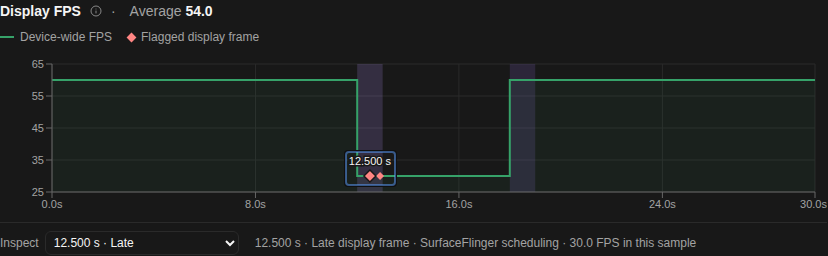 Display FPS ⓘ · Average 54.0
Device-wide FPS Flagged display frame
65
55
45
35
25
12.500 s
0.0s 8.0s 16.0s 24.0s 30.0s
Inspect 12.500 s · Late 12.500 s · Late display frame · SurfaceFlinger scheduling · 30.0 FPS in this sample